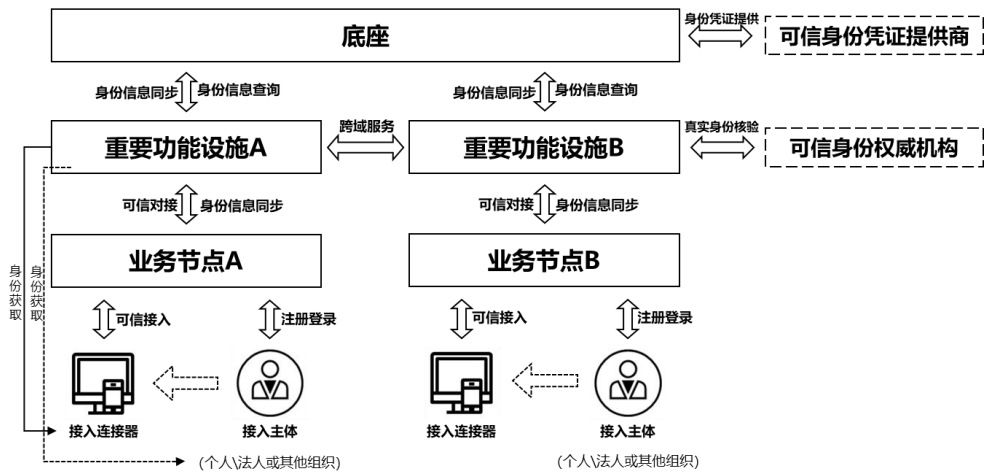 底座
身份凭证提供
可信身份凭证提供商
身份信息同步 身份信息查询
身份信息同步 身份信息查询
重要功能设施A
跨域服务
重要功能设施B
真实身份核验
可信身份权威机构
可信对接 身份信息同步
可信对接 身份信息同步
业务节点A
业务节点B
身份获取
身份获取
可信接入
注册登录
可信接入
注册登录
接入连接器
接入主体
接入连接器
接入主体
(个人\法人或其他组织)
(个人\法人或其他组织)